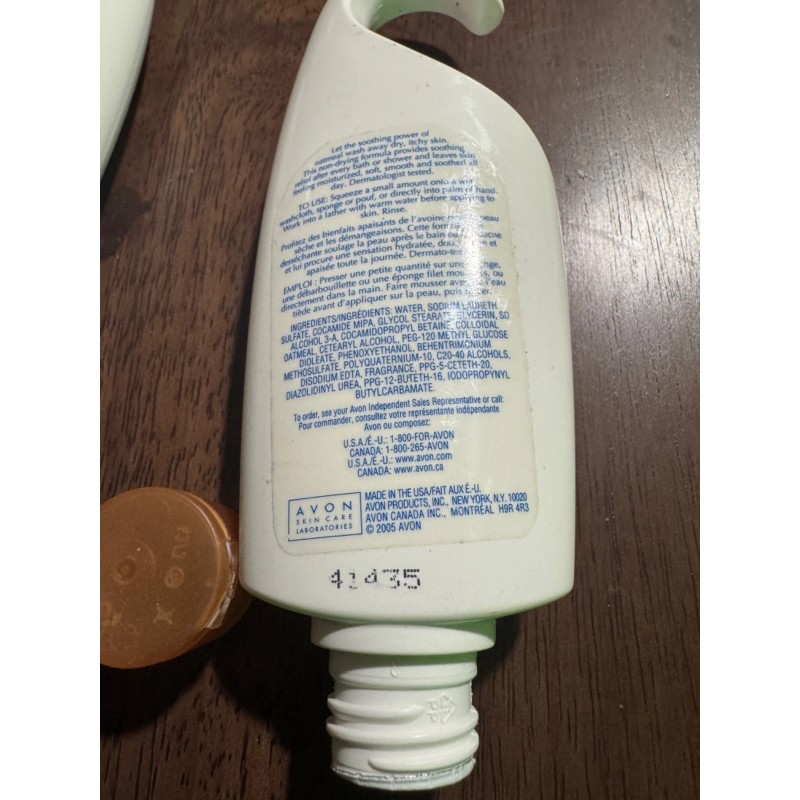 Let the soothing power of
oatmeal wash away dry, itchy skin.
This non-drying formula provides soothing
relief after every bath or shower and leaves skin
feeling moisturized, soft, smooth and soothed all
day. Dermatologist tested.
TO USE: Squeeze a small amount onto a wet
washcloth, sponge or pouf, or directly into palm of hand.
Work into a lather with warm water before applying to
skin. Rinse.
Profitez des bienfaits apaisants de l'avoine pour peau
sèche et les démangeaisons. Cette formule
desséchante soulage la peau après le bain ou douche
et lui procure une sensation hydratée, douce et
apaisée toute la journée. Dermato-testé
EMPLOI : Presser une petite quantité sur une éponge,
une débarbouillette ou une éponge filet mousseux, ou
directement dans la main. Faire mousser avec de l'eau
tiède avant d'appliquer sur la peau, puis rincer.
INGREDIENTS/INGRÉDIENTS: WATER, SODIUM LAURETH
SULFATE, COCAMIDE MIPA, GLYCOL STEARATE, GLYCERIN, SD
ALCOHOL 3-A, COCAMIDOPROPYL BETAINE, COLLOIDAL
OATMEAL, CETEARYL ALCOHOL, PEG-120 METHYL GLUCOSE
DIOLEATE, PHENOXYETHANOL, BEHENTRIMONIUM
METHOSULFATE, POLYQUATERNIUM-10, C20-40 ALCOHOLS,
DISODIUM EDTA, FRAGRANCE, PPG-5-CETETH-20,
DIAZOLIDINYL UREA, PPG-12-BUTETH-16, IODOPROPYNYL
BUTYLCARBAMATE.
To order, see your Avon Independent Sales Representative or call:
Pour commander, consultez votre représentante indépendante
Avon ou composez:
U.S.A./É.-U.: 1-800-FOR-AVON
CANADA: 1-800-265-AVON
U.S.A./É.-U.: www.avon.com
CANADA: www.avon.ca
AVON
SKIN CARE
LABORATORIES
MADE IN THE USA/FAIT AUX É.-U.
AVON PRODUCTS, INC., NEW YORK, N.Y. 10020
AVON CANADA INC., MONTRÉAL H9R 4R3
© 2005 AVON
41435